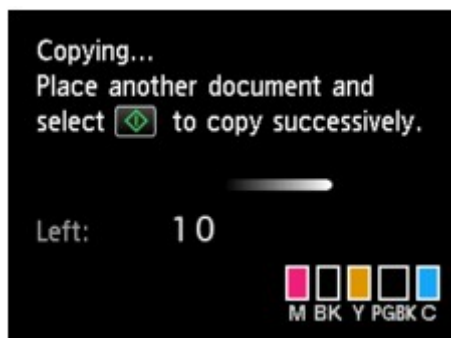 Copying...
Place another document and
select to copy successively.
Left: 10
M BK Y PGBK C